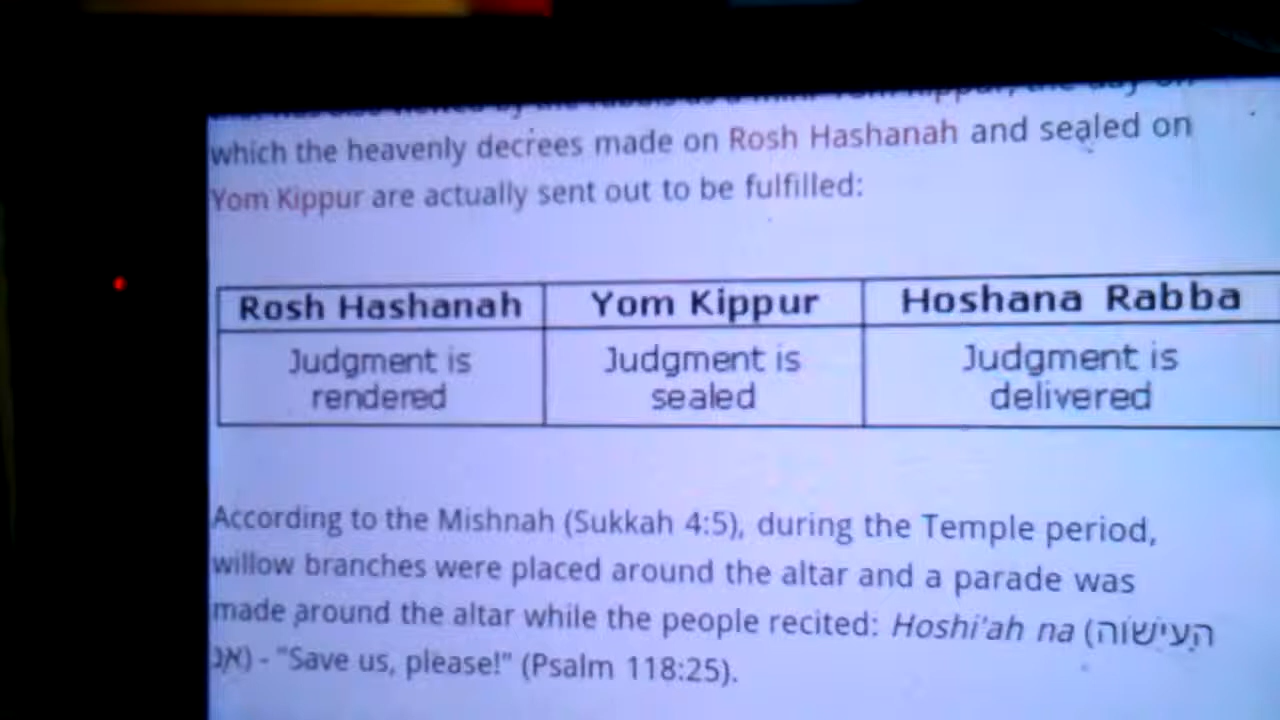 which the heavenly decrees made on Rosh Hashanah and sealed on
Yom Kippur are actually sent out to be fulfilled:
Rosh Hashanah Yom Kippur Hoshana Rabba
Judgment is Judgment is Judgment is
rendered sealed delivered
According to the Mishnah (Sukkah 4:5), during the Temple period,
willow branches were placed around the altar and a parade was
made around the altar while the people recited: Hoshi'ah na (העישוה
אנ) - "Save us, please!" (Psalm 118:25).